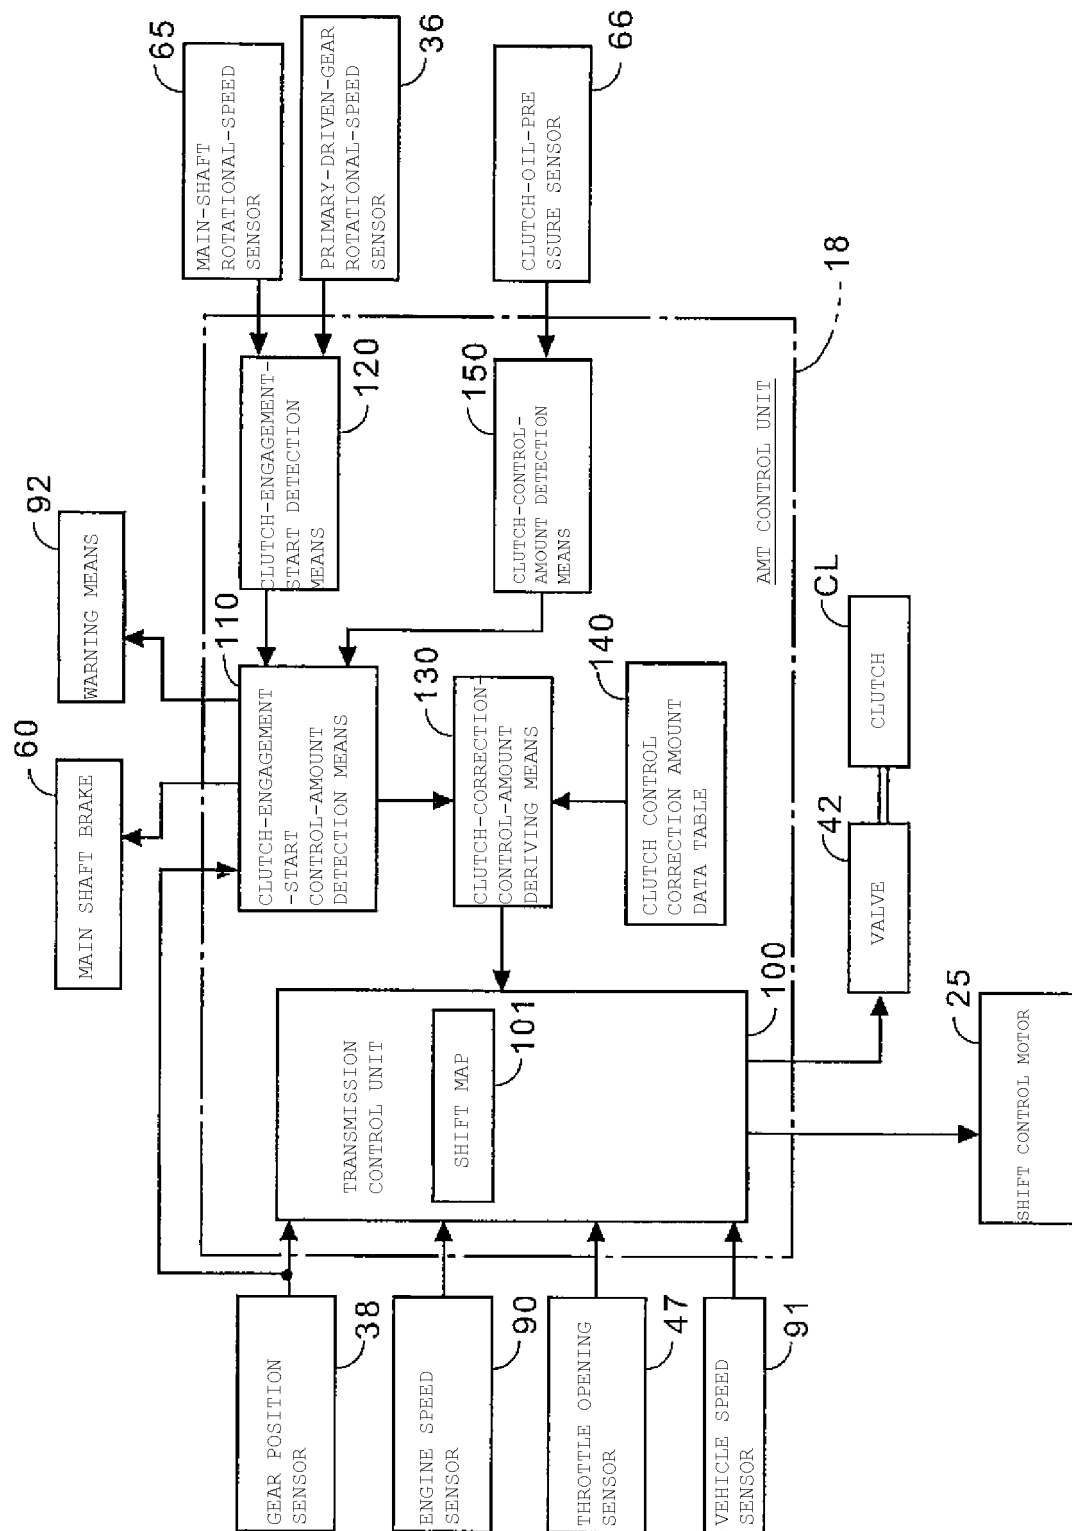 GEAR POSITION
SENSOR
38
ENGINE SPEED
SENSOR
90
THROTTLE OPENING
SENSOR
47
VEHICLE SPEED
SENSOR
91
MAIN SHAFT BRAKE
60
WARNING MEANS
92
TRANSMISSION
CONTROL UNIT
SHIFT MAP
101
100
CLUTCH-ENGAGEMENT
-START
CONTROL-AMOUNT
DETECTION MEANS
110
CLUTCH-CORRECTION-
CONTROL-AMOUNT
DERIVING MEANS
130
CLUTCH CONTROL
CORRECTION AMOUNT
DATA TABLE
140
CLUTCH-ENGAGEMENT-
START DETECTION
MEANS
120
CLUTCH-CONTROL-
AMOUNT DETECTION
MEANS
150
AMT CONTROL UNIT
18
MAIN-SHAFT
ROTATIONAL-SPEED
SENSOR
65
PRIMARY-DRIVEN-GEAR
ROTATIONAL-SPEED
SENSOR
36
CLUTCH-OIL-PRE
SSURE SENSOR
66
SHIFT CONTROL MOTOR
25
VALVE
42
CLUTCH
CL